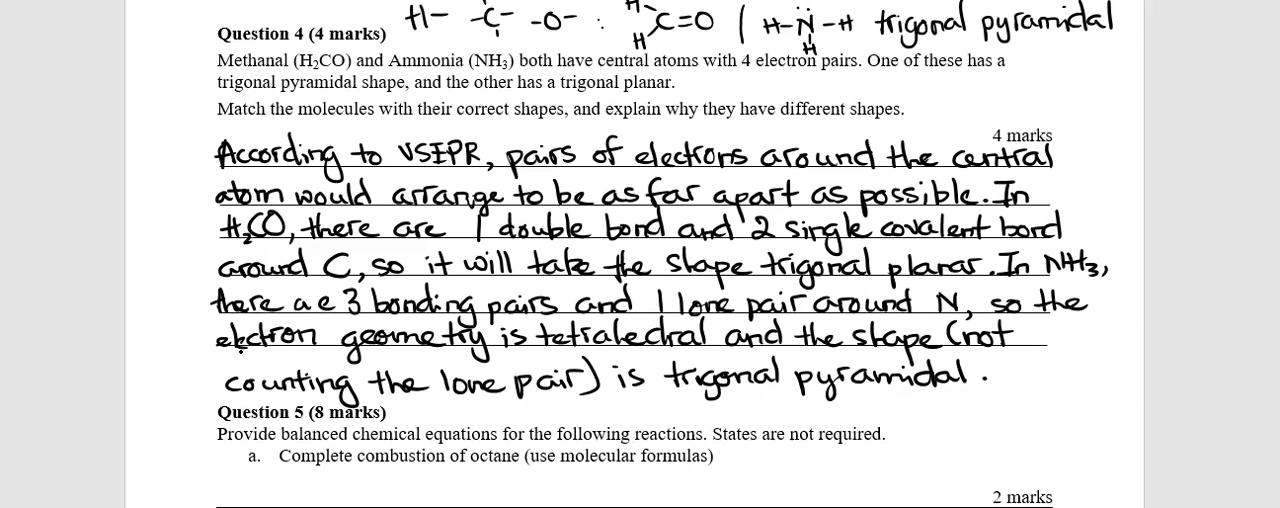 H- -C- -O- : H C=O | H-N-H trigonal pyramidal
H H
Question 4 (4 marks)
Methanal (H₂CO) and Ammonia (NH₃) both have central atoms with 4 electron pairs. One of these has a
trigonal pyramidal shape, and the other has a trigonal planar.
Match the molecules with their correct shapes, and explain why they have different shapes.
4 marks
According to VSEPR, pairs of electrons around the central
atom would arrange to be as far apart as possible. In
H₂CO, there are 1 double bond and 2 single covalent bond
around C, so it will take the shape trigonal planar. In NH₃,
there a e 3 bonding pairs and 1 lone pair around N, so the
electron geometry is tetrahedral and the shape (not
counting the lone pair) is trigonal pyramidal.
Question 5 (8 marks)
Provide balanced chemical equations for the following reactions. States are not required.
a. Complete combustion of octane (use molecular formulas)
2 marks